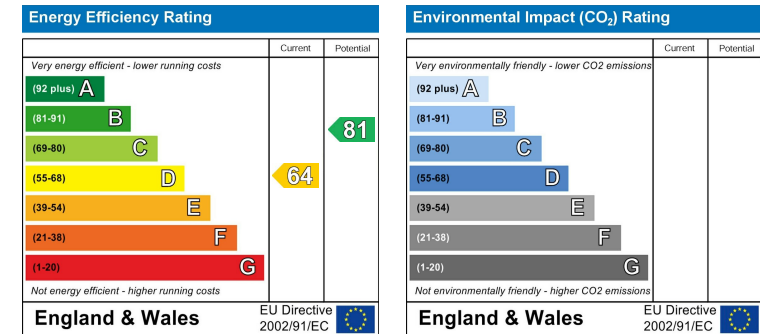 Energy Efficiency Rating
Current Potential
Very energy efficient - lower running costs
(92 plus) A
(81-91) B
81
(69-80) C
(55-68) D
64
(39-54) E
(21-38) F
(1-20) G
Not energy efficient - higher running costs
England & Wales
EU Directive
2002/91/EC
Environmental Impact (CO₂) Rating
Current Potential
Very environmentally friendly - lower CO2 emissions
(92 plus) A
(81-91) B
(69-80) C
(55-68) D
(39-54) E
(21-38) F
(1-20) G
Not environmentally friendly - higher CO2 emissions
England & Wales
EU Directive
2002/91/EC